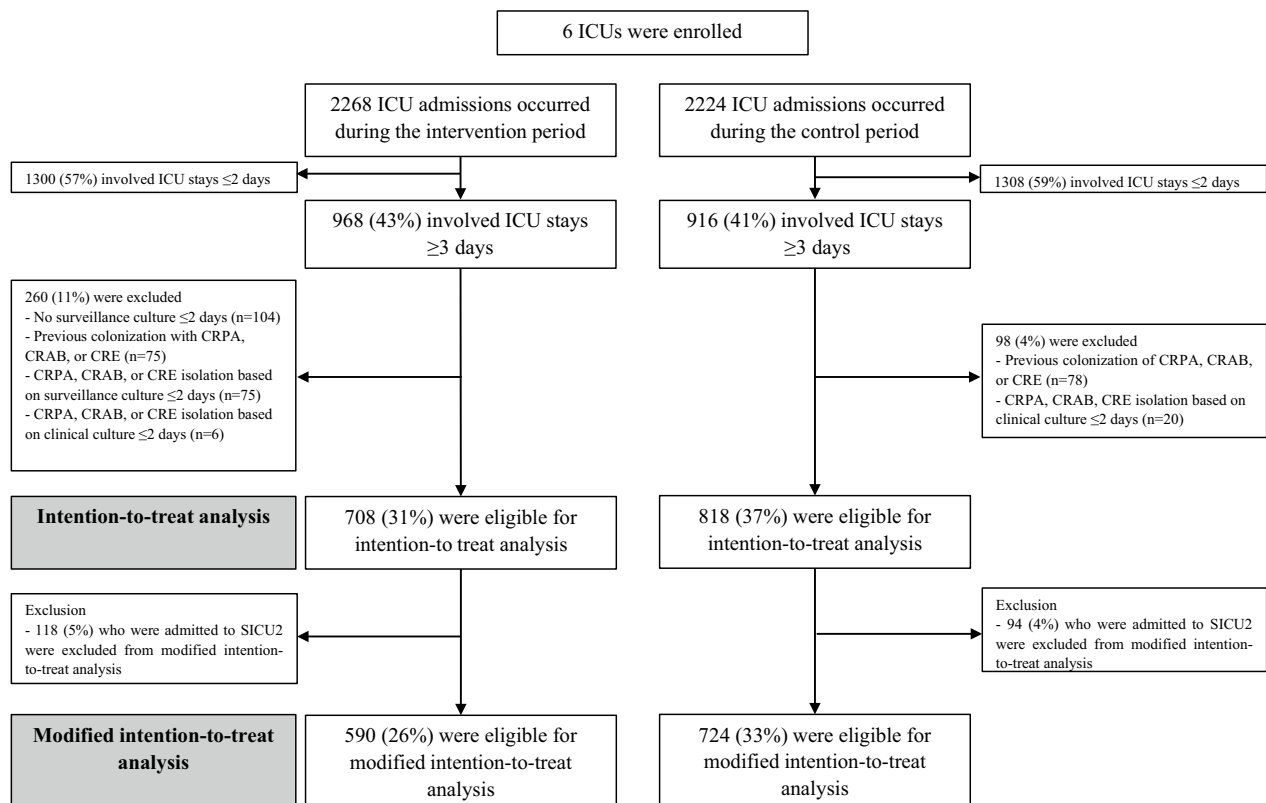 6 ICUs were enrolled
2268 ICU admissions occurred
during the intervention period
2224 ICU admissions occurred
during the control period
1300 (57%) involved ICU stays ≤2 days
1308 (59%) involved ICU stays ≤2 days
968 (43%) involved ICU stays
≥3 days
916 (41%) involved ICU stays
≥3 days
260 (11%) were excluded
- No surveillance culture ≤2 days (n=104)
- Previous colonization with CRPA,
CRAB, or CRE (n=75)
- CRPA, CRAB, or CRE isolation based
on surveillance culture ≤2 days (n=75)
- CRPA, CRAB, or CRE isolation based
on clinical culture ≤2 days (n=6)
98 (4%) were excluded
- Previous colonization of CRPA, CRAB,
or CRE (n=78)
- CRPA, CRAB, CRE isolation based on
clinical culture ≤2 days (n=20)
Intention-to-treat analysis
708 (31%) were eligible for
intention-to treat analysis
818 (37%) were eligible for
intention-to-treat analysis
Exclusion
- 118 (5%) who were admitted to SICU2
were excluded from modified intention-
to-treat analysis
Exclusion
- 94 (4%) who were admitted to SICU2
were excluded from modified intention-
to-treat analysis
Modified intention-to-treat
analysis
590 (26%) were eligible for
modified intention-to-treat
analysis
724 (33%) were eligible for
modified intention-to-treat
analysis